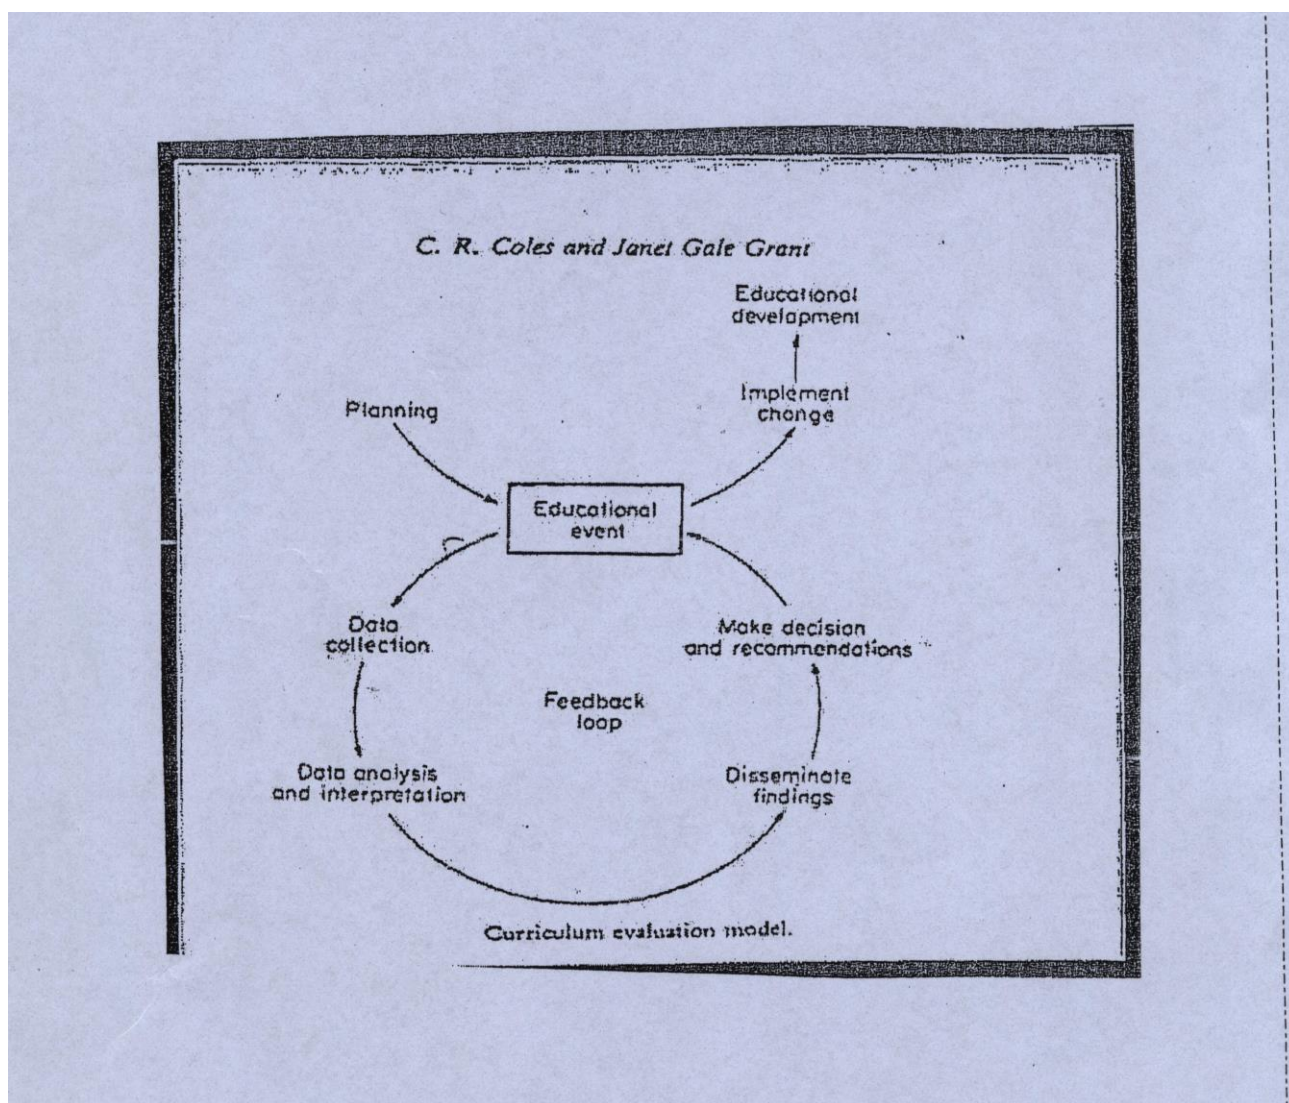 C. R. Coles and Janet Gale Grant
Educational
development
Implement
change
Planning
Educational
event
Data
collection
Make decision
and recommendations
Feedback
loop
Data analysis
and interpretation
Disseminate
findings
Curriculum evaluation model.